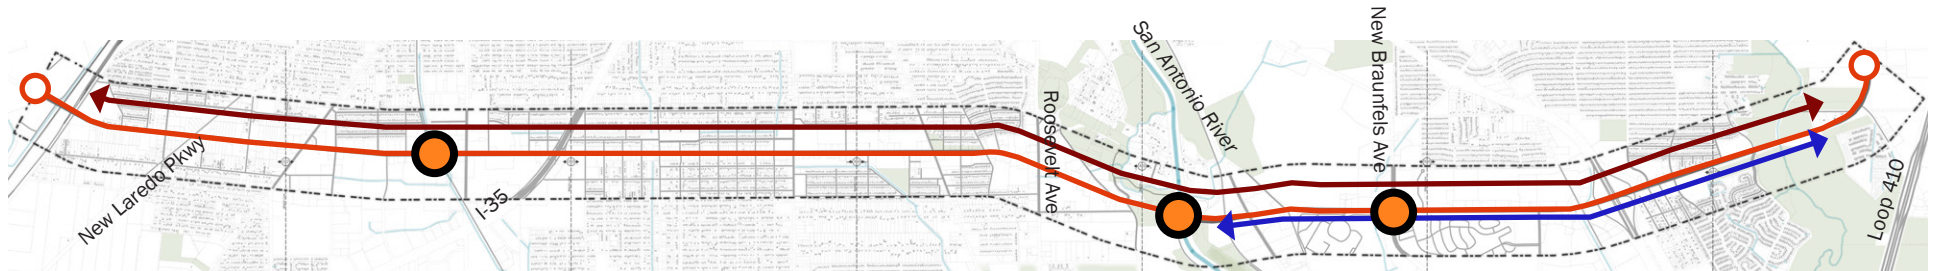 New Laredo Pkwy
I-35
Roosevelt Ave
San Antonio River
New Braunfels Ave
Loop 410